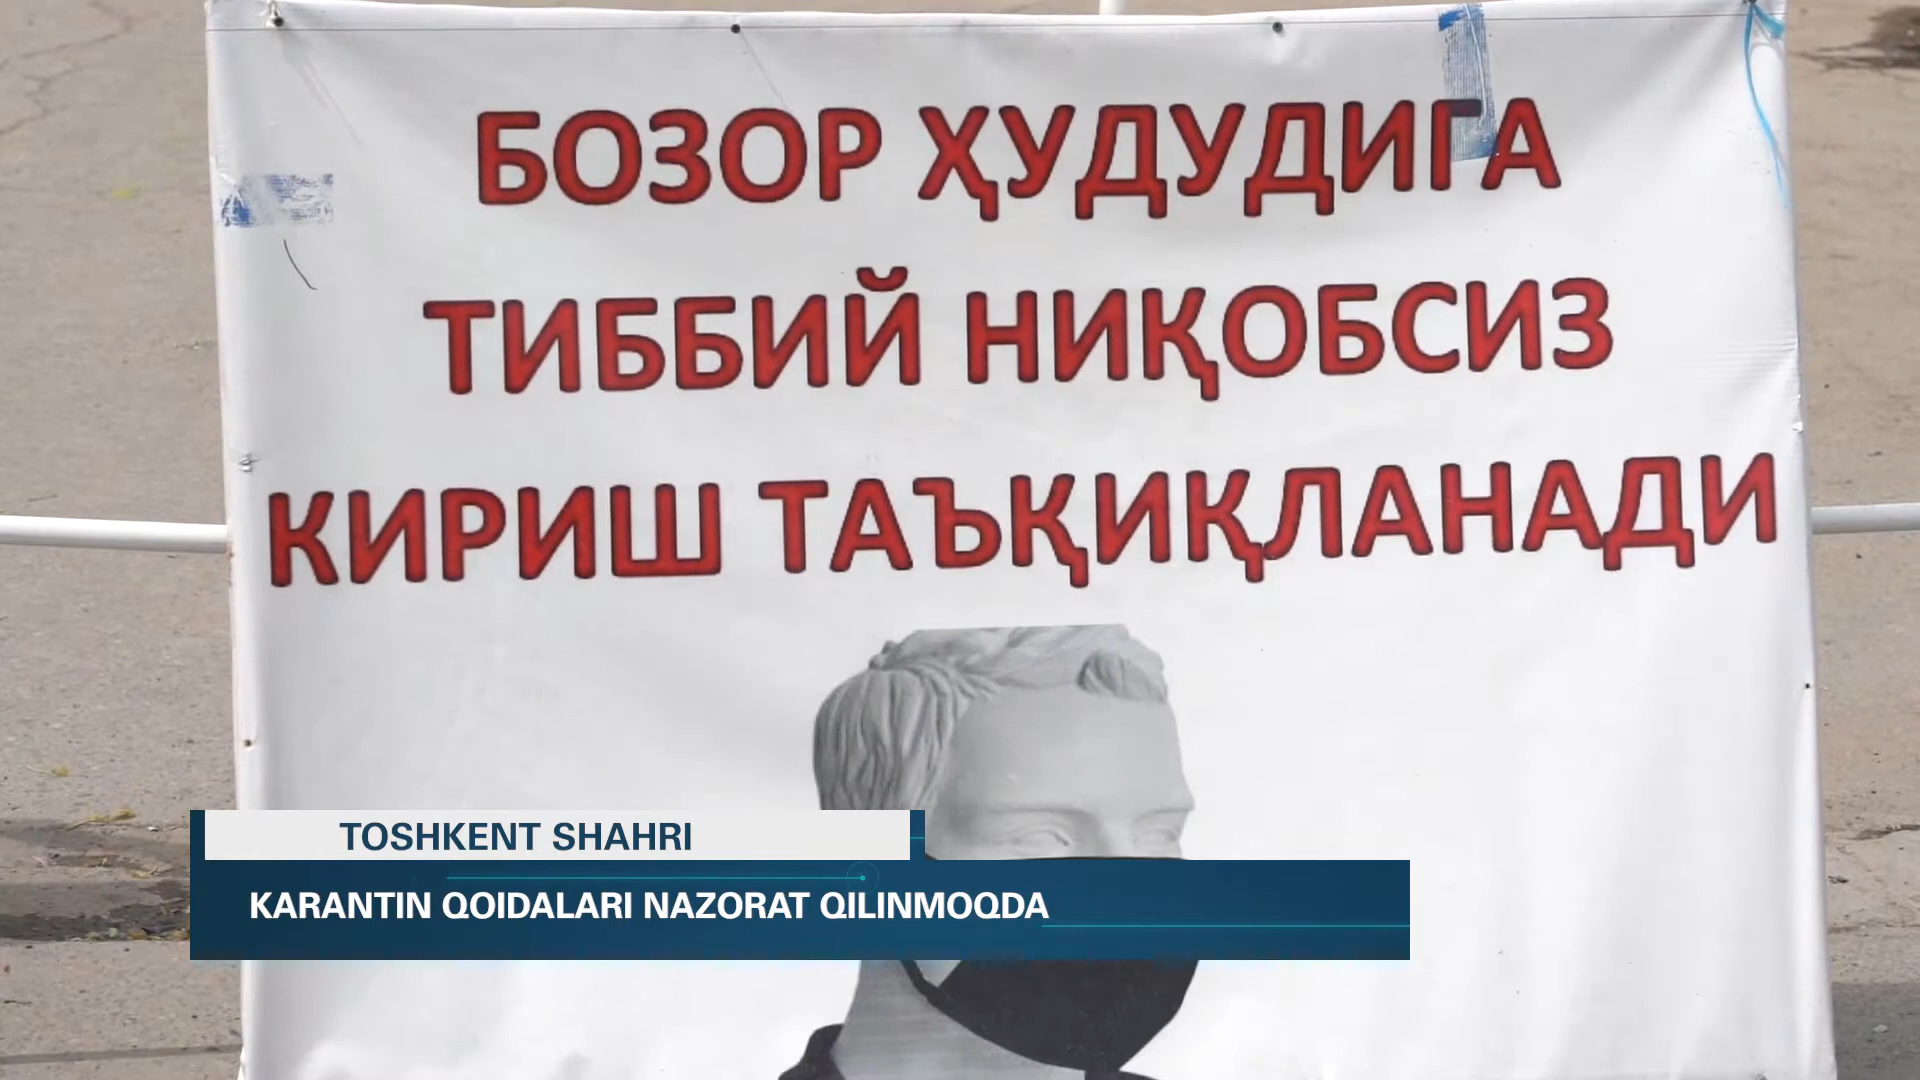 БОЗОР ҲУДУДИГА
ТИББИЙ НИҚОБСИЗ
КИРИШ ТАЪҚИҚЛАНАДИ
TOSHKENT SHAHRI
KARANTIN QOIDALARI NAZORAT QILINMOQDA